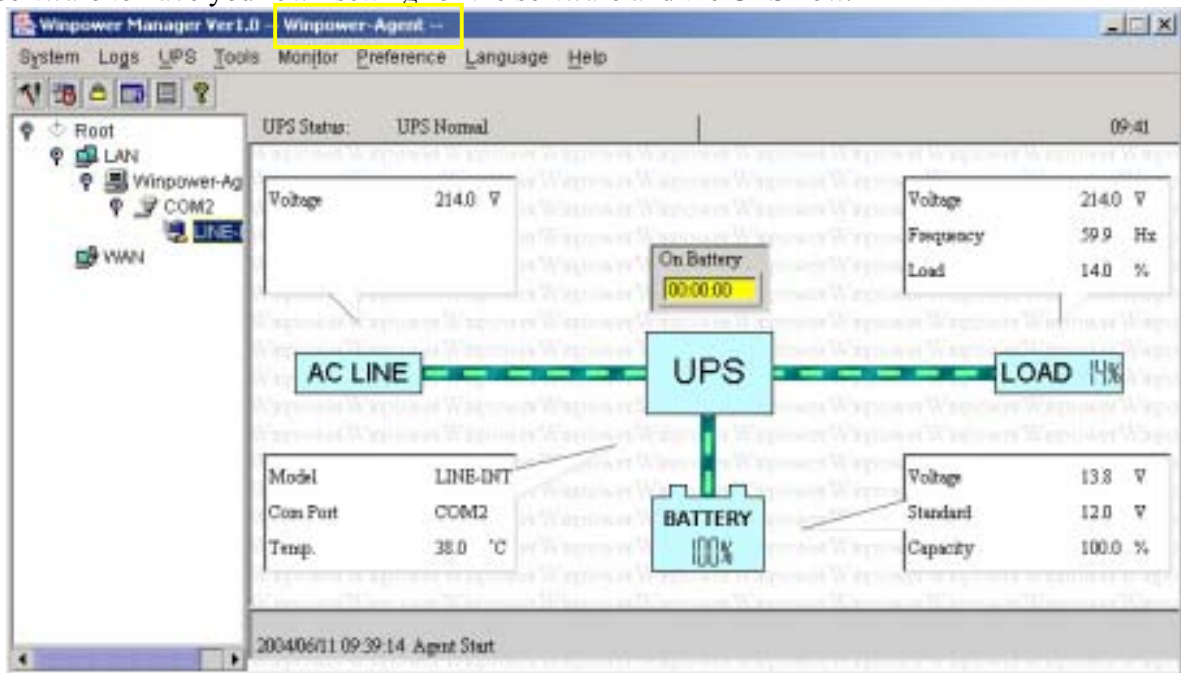 Winpower Manager Ver1.0 -- Winpower-Agent --
System Logs UPS Tools Monitor Preference Language Help
Root
LAN
Winpower-Ag
COM2
LINE-I
WAN
UPS Status: UPS Normal 09:41
Voltage 214.0 V
On Battery
00:00:00
Voltage 214.0 V
Frequency 59.9 Hz
Load 14.0 %
AC LINE
UPS
LOAD 14%
Model LINE-INT
Com Port COM2
Temp. 38.0 °C
BATTERY
100%
Voltage 13.8 V
Standard 12.0 V
Capacity 100.0 %
2004/06/11 09:39:14 Agent Start